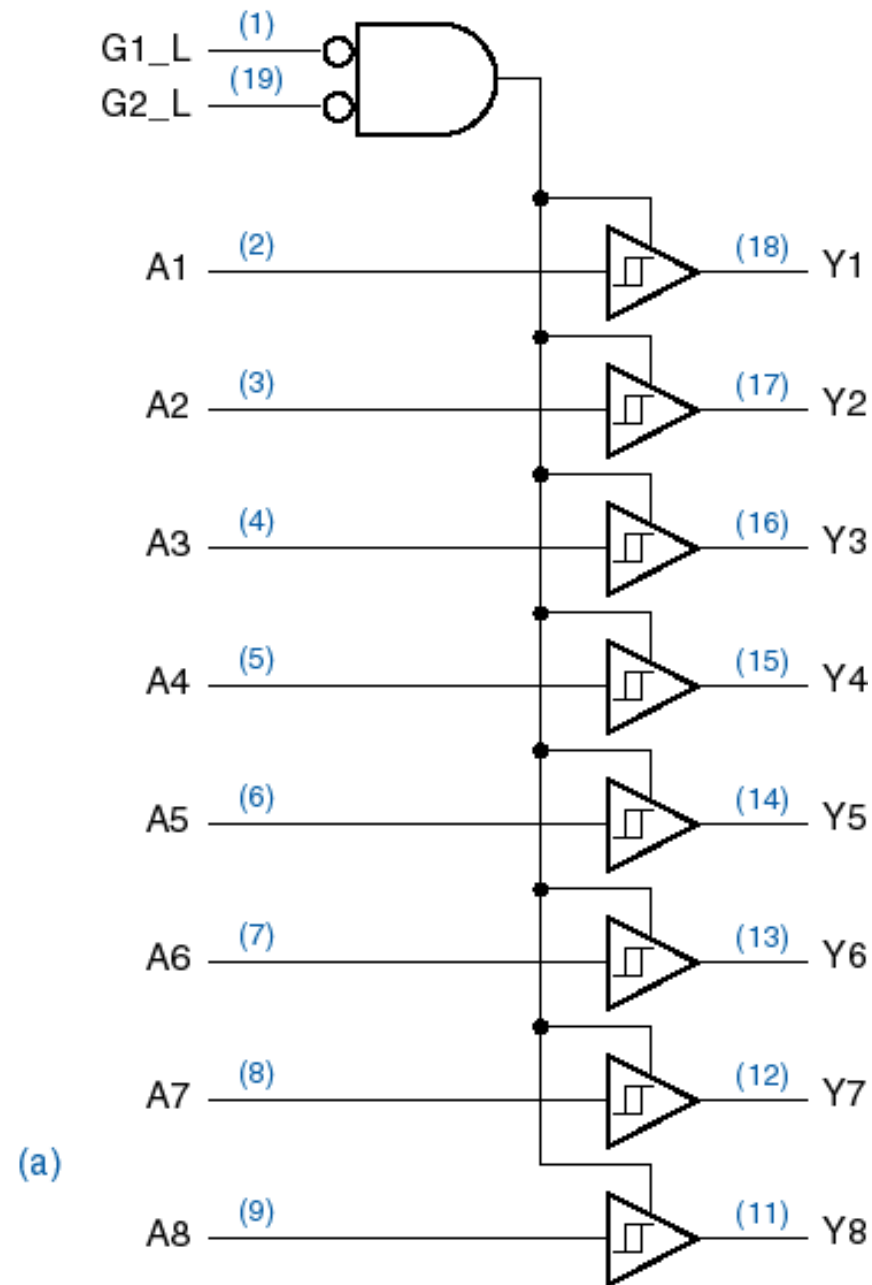 G1_L (1)
G2_L (19)
A1 (2) (18) Y1
A2 (3) (17) Y2
A3 (4) (16) Y3
A4 (5) (15) Y4
A5 (6) (14) Y5
A6 (7) (13) Y6
A7 (8) (12) Y7
(a)
A8 (9) (11) Y8